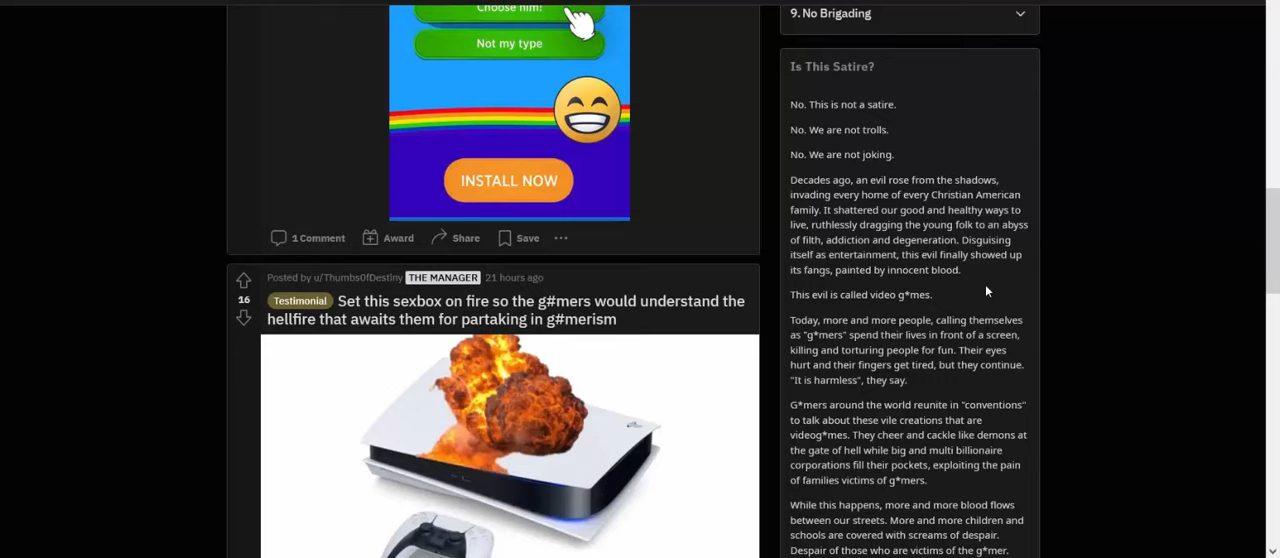 Choose him!
Not my type
INSTALL NOW
1 Comment
Award
Share
Save
Posted by u/Thumbs0fDestiny THE MANAGER 21 hours ago
16
Testimonial Set this sexbox on fire so the g#mers would understand the
hellfire that awaits them for partaking in g#merism
9. No Brigading
Is This Satire?
No. This is not a satire.
No. We are not trolls.
No. We are not joking.
Decades ago, an evil rose from the shadows,
invading every home of every Christian American
family. It shattered our good and healthy ways to
live, ruthlessly dragging the young folk to an abyss
of filth, addiction and degeneration. Disguising
itself as entertainment, this evil finally showed up
its fangs, painted by innocent blood.
This evil is called video g*mes.
Today, more and more people, calling themselves
as "g*mers" spend their lives in front of a screen,
killing and torturing people for fun. Their eyes
hurt and their fingers get tired, but they continue.
"It is harmless", they say.
G*mers around the world reunite in "conventions"
to talk about these vile creations that are
videog*mes. They cheer and cackle like demons at
the gate of hell while big and multi billionaire
corporations fill their pockets, exploiting the pain
of families victims of g*mers.
While this happens, more and more blood flows
between our streets. More and more children and
schools are covered with screams of despair.
Despair of those who are victims of the g*mer.